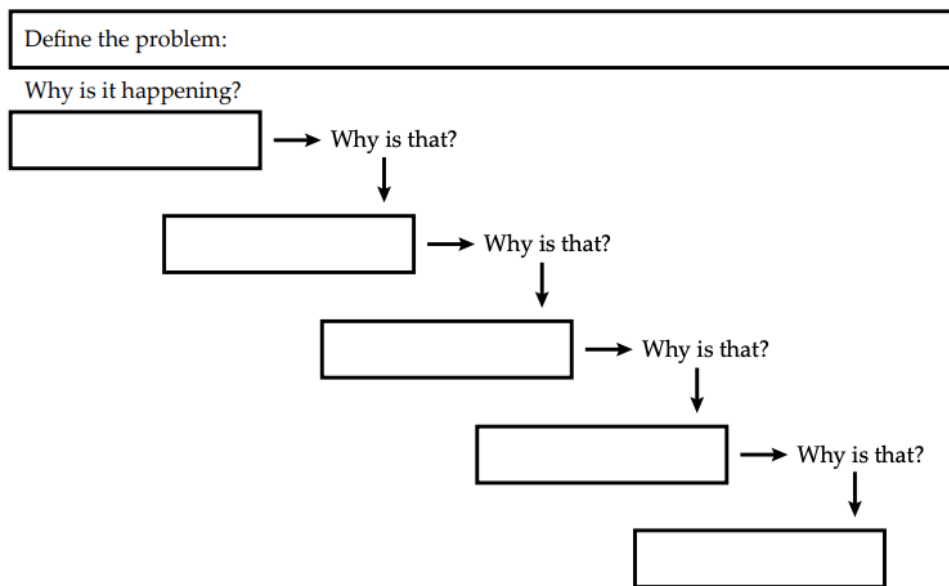 Define the problem:
Why is it happening?
Why is that?
Why is that?
Why is that?
Why is that?